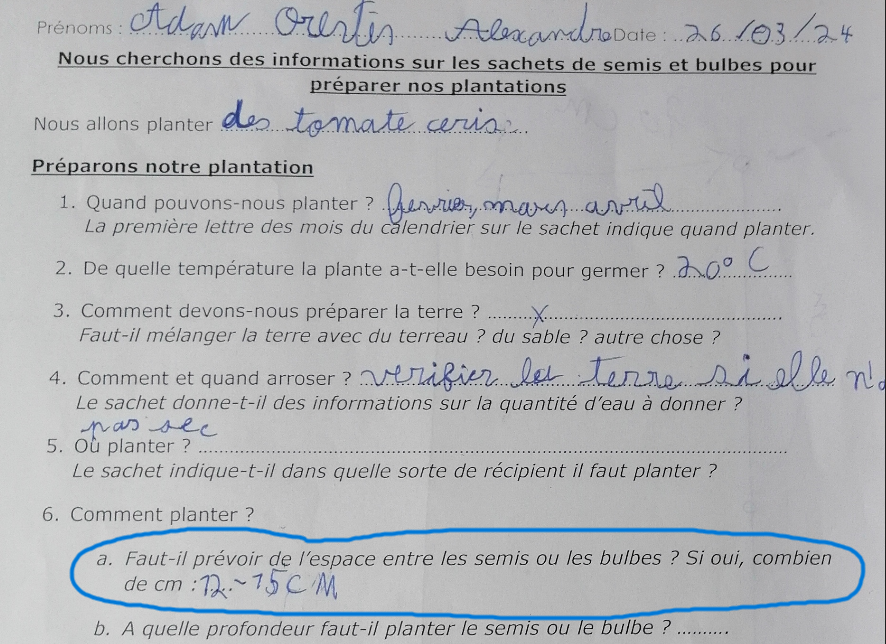 Prénoms : Adam Orestis Alexandre Date : 26/03/24
Nous cherchons des informations sur les sachets de semis et bulbes pour
préparer nos plantations
Nous allons planter des tomate ceris
Préparons notre plantation
1. Quand pouvons-nous planter ? fevrier, mars avril
La première lettre des mois du calendrier sur le sachet indique quand planter.
2. De quelle température la plante a-t-elle besoin pour germer ? 20° C
3. Comment devons-nous préparer la terre ? x
Faut-il mélanger la terre avec du terreau ? du sable ? autre chose ?
4. Comment et quand arroser ? verifier la terre si elle n'
Le sachet donne-t-il des informations sur la quantité d'eau à donner ?
pas sec
5. Où planter ?
Le sachet indique-t-il dans quelle sorte de récipient il faut planter ?
6. Comment planter ?
a. Faut-il prévoir de l'espace entre les semis ou les bulbes ? Si oui, combien
de cm : 12~15CM
b. A quelle profondeur faut-il planter le semis ou le bulbe ? ..........